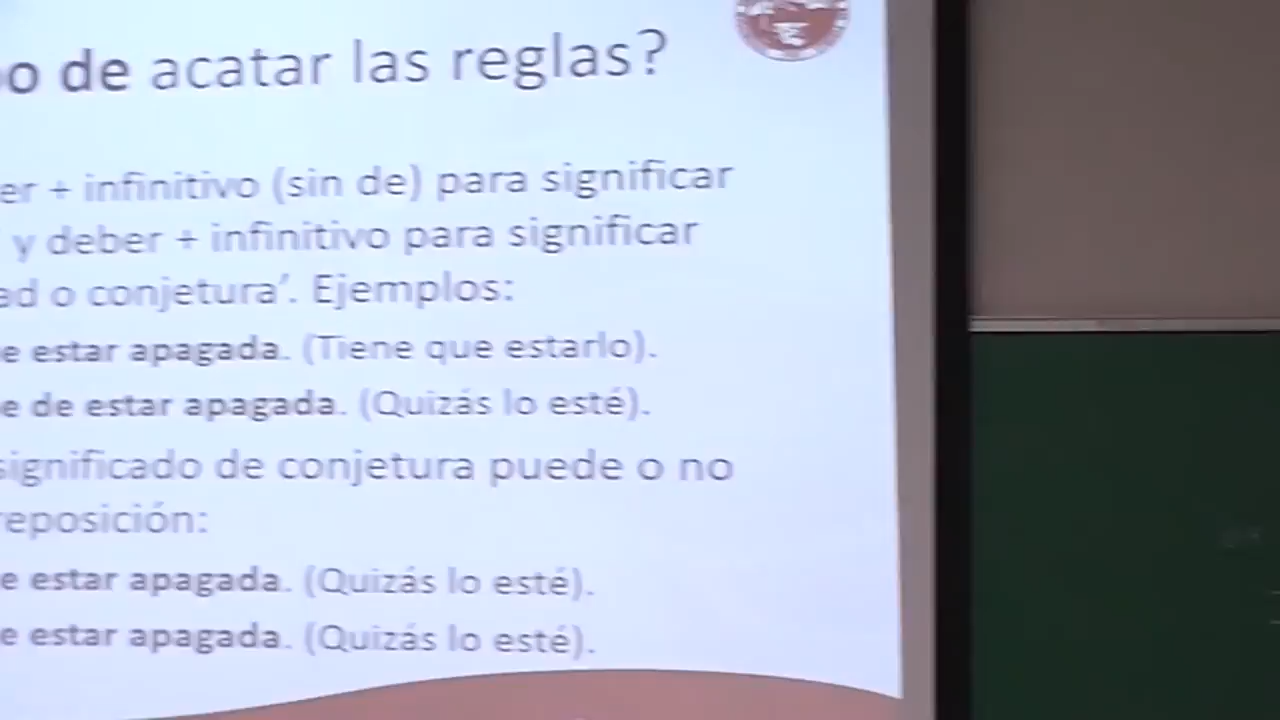 o de acatar las reglas?
er + infinitivo (sin de) para significar
y deber + infinitivo para significar
ad o conjetura’. Ejemplos:
e estar apagada. (Tiene que estarlo).
e de estar apagada. (Quizás lo esté).
significado de conjetura puede o no
reposición:
e estar apagada. (Quizás lo esté).
e estar apagada. (Quizás lo esté).